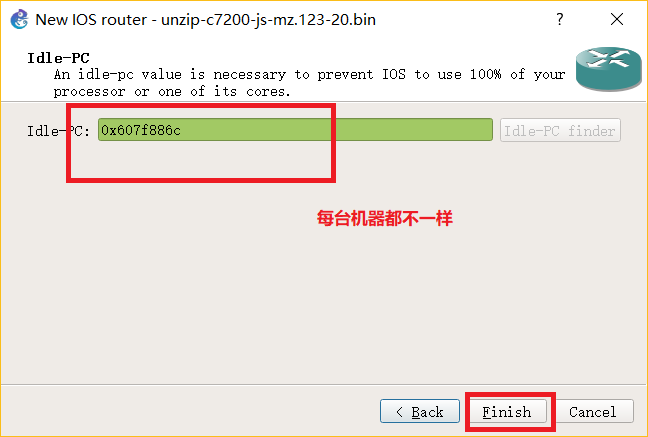 New IOS router - unzip-c7200-js-mz.123-20.bin
Idle-PC
An idle-pc value is necessary to prevent IOS to use 100% of your
processor or one of its cores.
Idle-PC: 0x607f886c Idle-PC finder
每台机器都不一样
< Back Finish Cancel